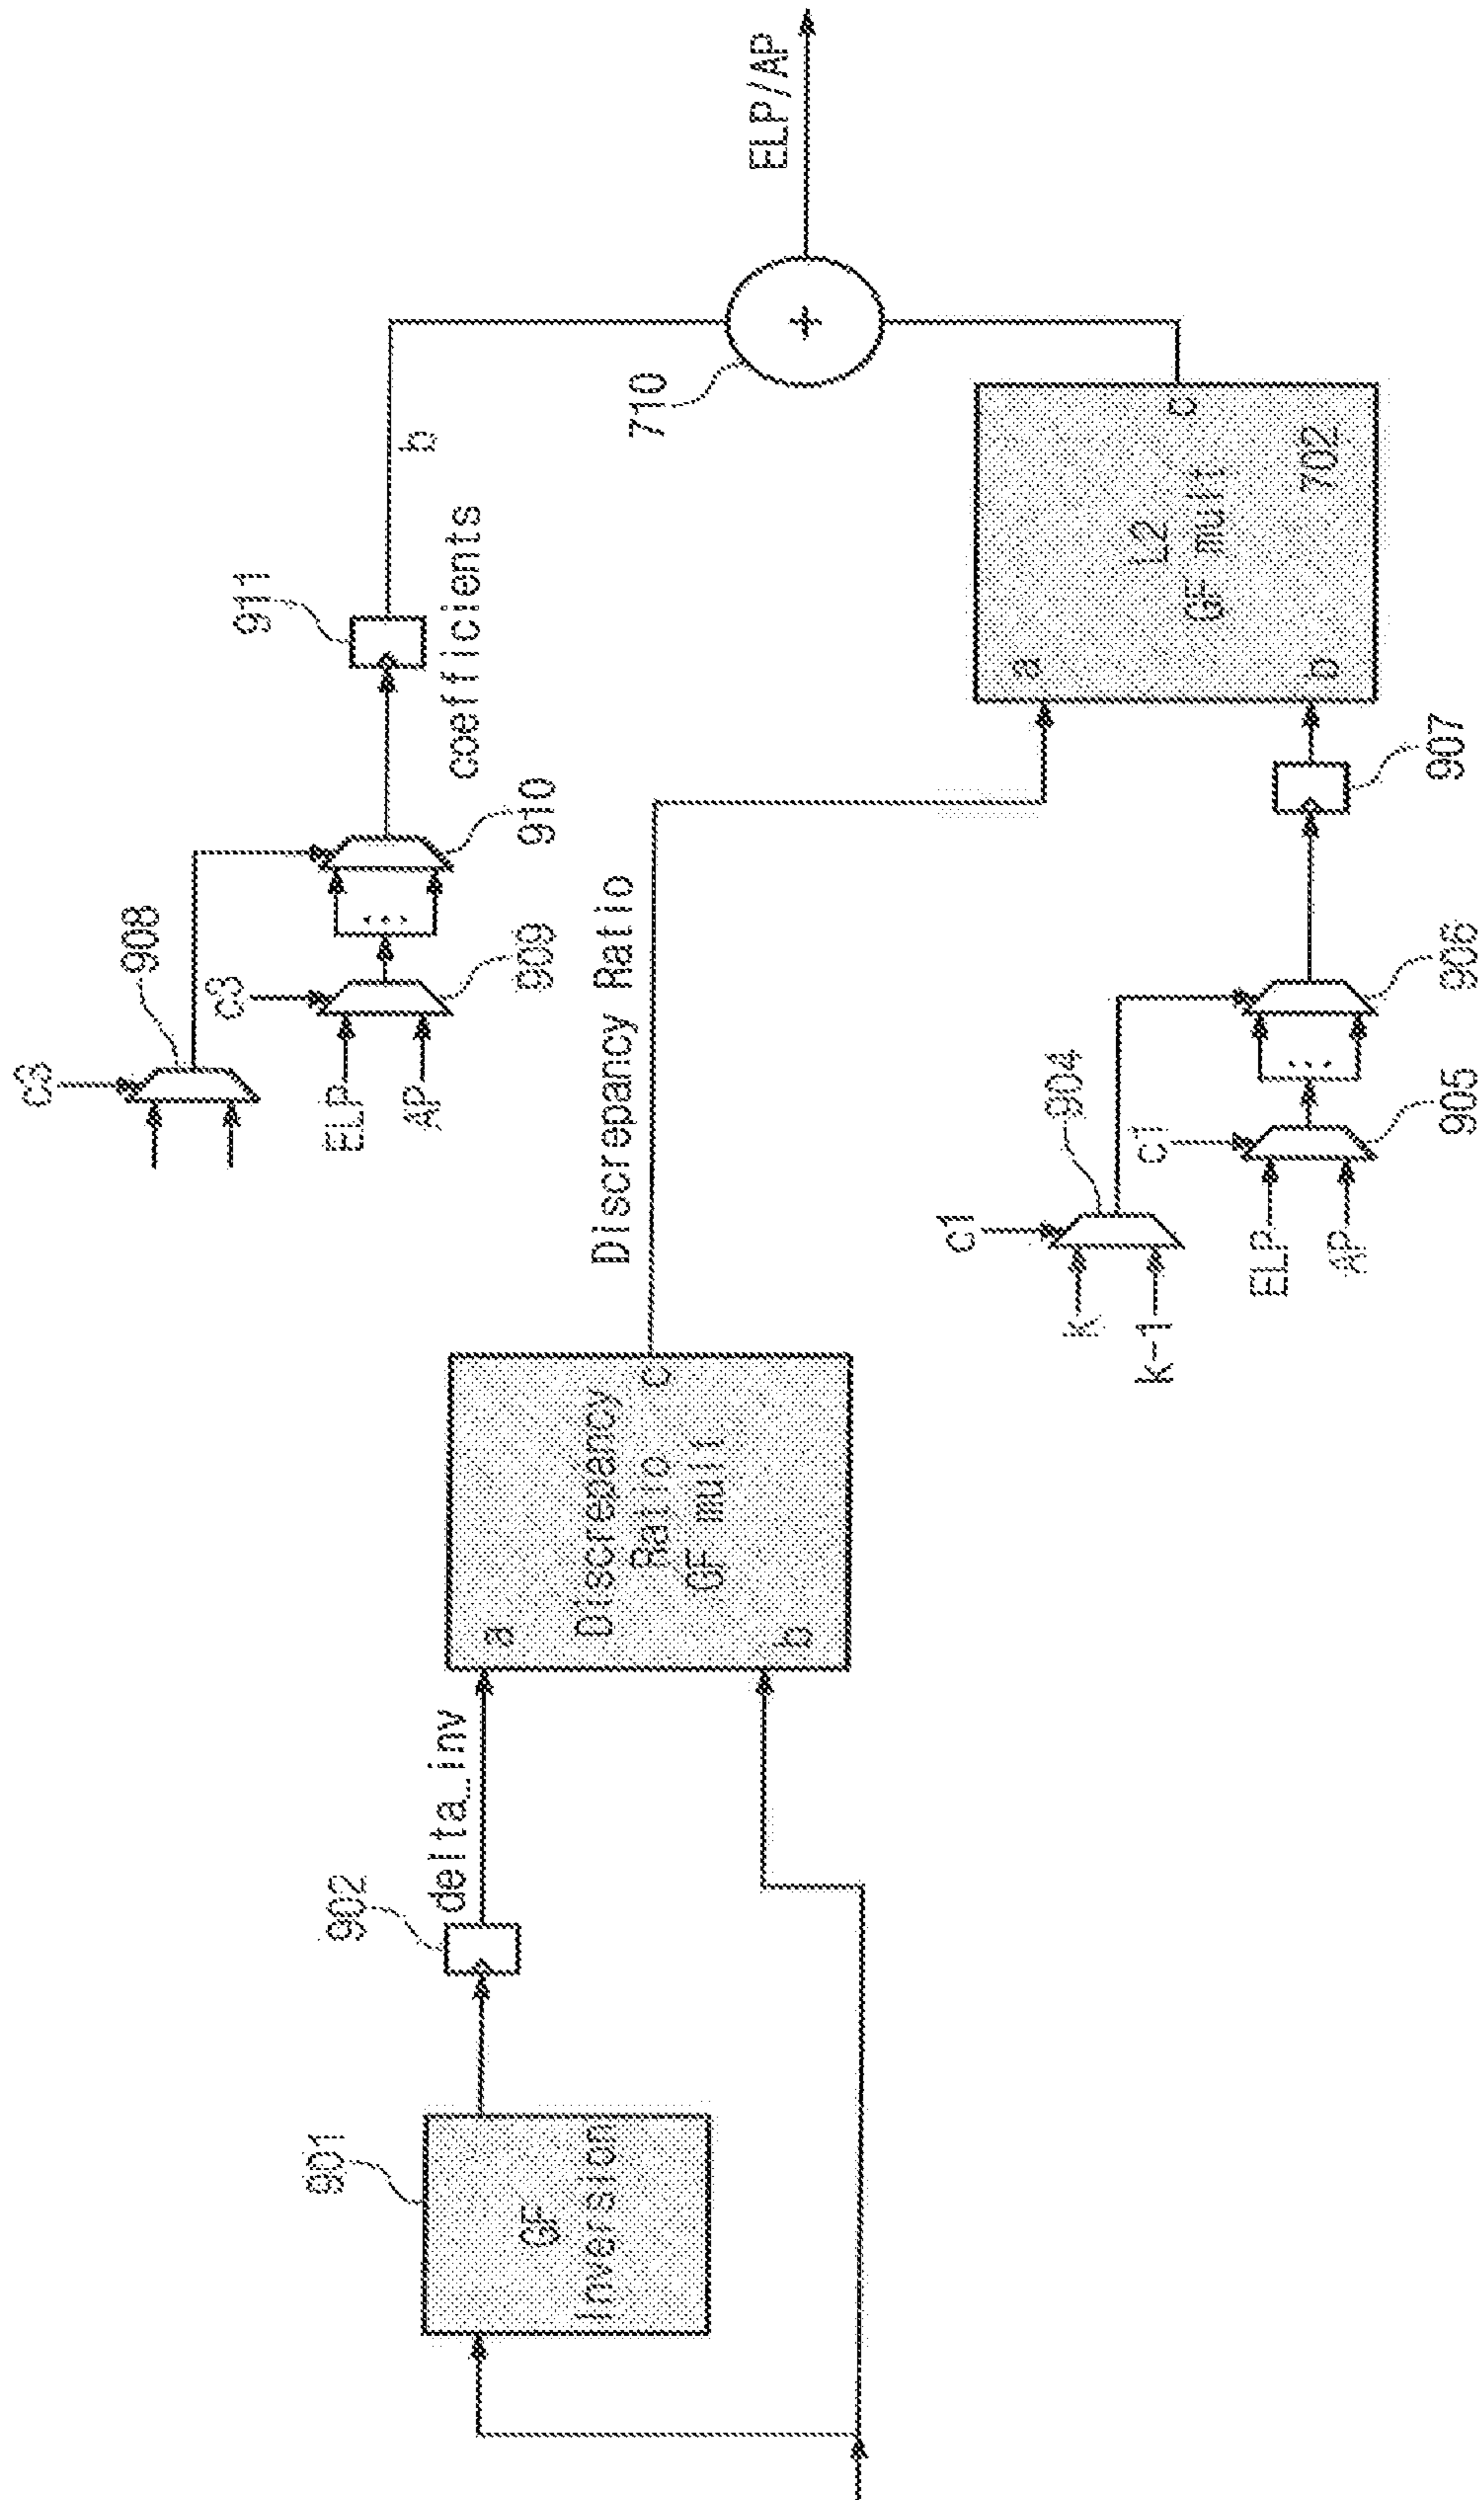 901
GF
Inversion
902
delta_inv
a
b
Discrepancy
Ratio
GF mult
c
Discrepancy Ratio
c3
908
c3
ELP
AP
909
910
911
coefficients
b
c1
K
K-1
904
c1
ELP
AP
905
906
907
a
b
L2
GF mult
c
702
710
+
ELP/AP